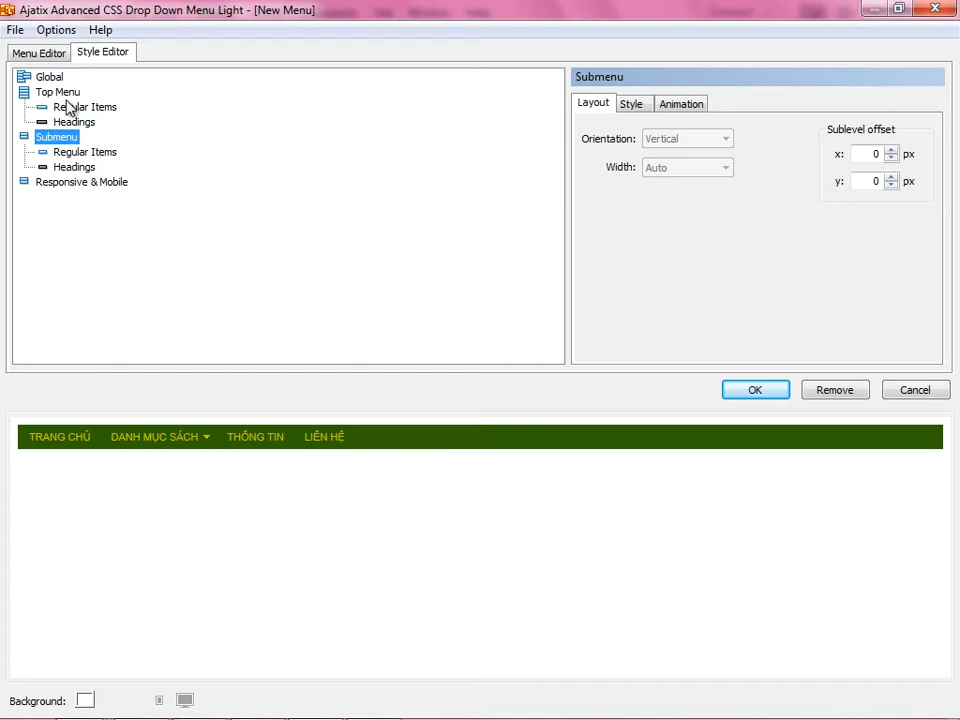 Ajatix Advanced CSS Drop Down Menu Light - [New Menu]
File Options Help
Menu Editor Style Editor
Global
Top Menu
Regular Items
Headings
Submenu
Regular Items
Headings
Responsive & Mobile
Submenu
Layout Style Animation
Orientation: Vertical
Width: Auto
Sublevel offset
x: 0 px
y: 0 px
OK Remove Cancel
TRANG CHỦ DANH MỤC SÁCH THÔNG TIN LIÊN HỆ
Background: